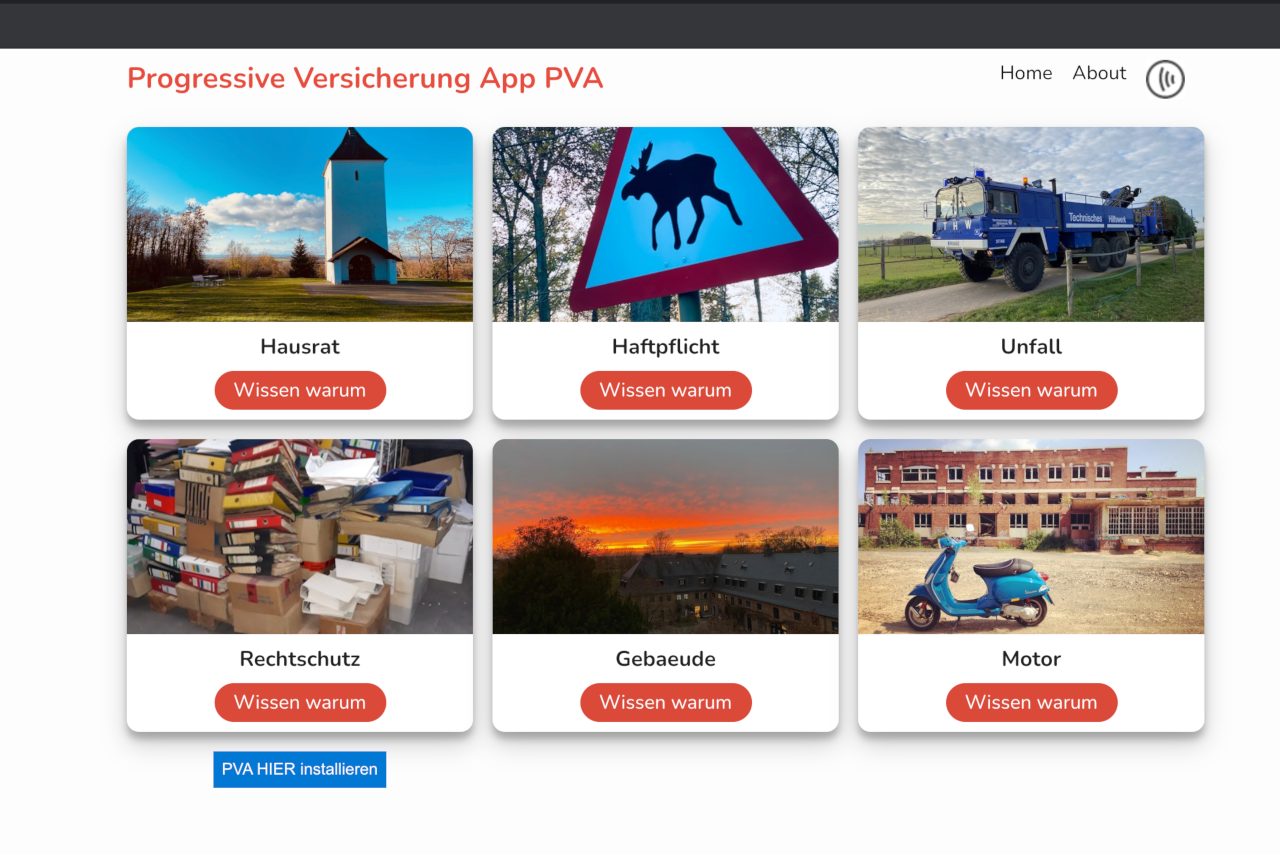 Progressive Versicherung App PVA
Home About
Technisches Hilfswerk
THW
Hausrat
Haftpflicht
Unfall
Wissen warum
Wissen warum
Wissen warum
Rechtschutz
Gebaeude
Motor
Wissen warum
Wissen warum
Wissen warum
PVA HIER installieren